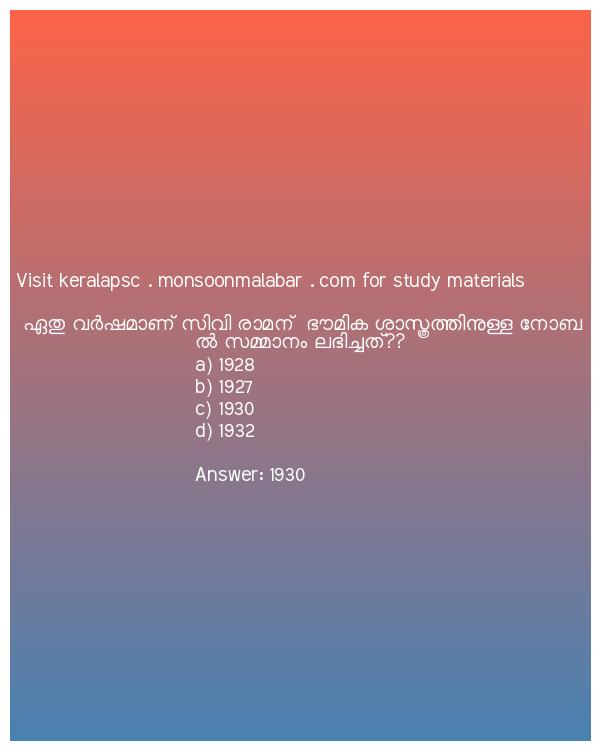 Visit keralapsc . monsoonmalabar . com for study materials
ഏതു വർഷമാണ് സിവി രാമന്  ഭൗമിക ശാസ്ത്രത്തിനുള്ള നോബ
ൽ സമ്മാനം ലഭിച്ചത്??
a) 1928
b) 1927
c) 1930
d) 1932
Answer: 1930